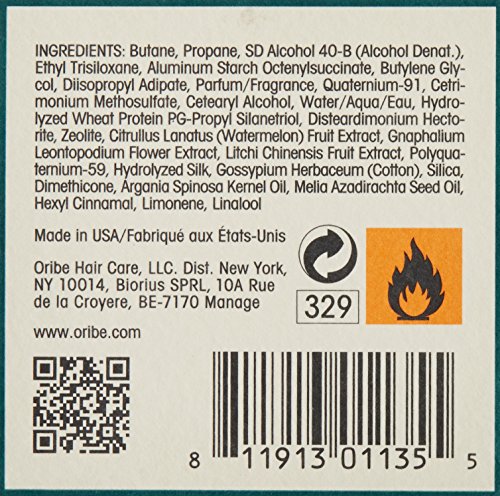 INGREDIENTS: Butane, Propane, SD Alcohol 40-B (Alcohol Denat.),
Ethyl Trisiloxane, Aluminum Starch Octenylsuccinate, Butylene Gly-
col, Diisopropyl Adipate, Parfum/Fragrance, Quaternium-91, Cetri-
monium Methosulfate, Cetearyl Alcohol, Water/Aqua/Eau, Hydro-
lyzed Wheat Protein PG-Propyl Silanetriol, Disteardimonium Hecto-
rite, Zeolite, Citrullus Lanatus (Watermelon) Fruit Extract, Gnaphalium
Leontopodium Flower Extract, Litchi Chinensis Fruit Extract, Polyqua-
ternium-59, Hydrolyzed Silk, Gossypium Herbaceum (Cotton), Silica,
Dimethicone, Argania Spinosa Kernel Oil, Melia Azadirachta Seed Oil,
Hexyl Cinnamal, Limonene, Linalool
Made in USA/Fabriqué aux États-Unis
Oribe Hair Care, LLC. Dist. New York,
NY 10014, Biorius SPRL, 10A Rue
de la Croyere, BE-7170 Manage
329
www.oribe.com
8 11913 01135 5